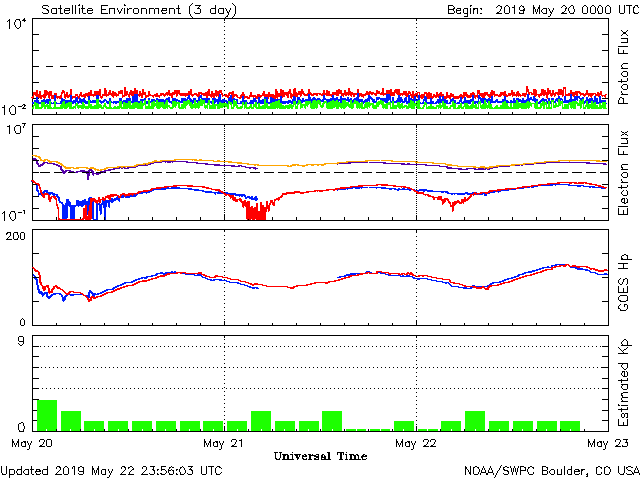 Satellite Environment (3 day)
Begin: 2019 May 20 0000 UTC
10⁴
10⁻²
Proton Flux
10⁷
10⁻¹
Electron Flux
200
0
GOES Hp
9
0
Estimated Kp
May 20 May 21 May 22 May 23
Universal Time
Updated 2019 May 22 23:56:03 UTC
NOAA/SWPC Boulder, CO USA